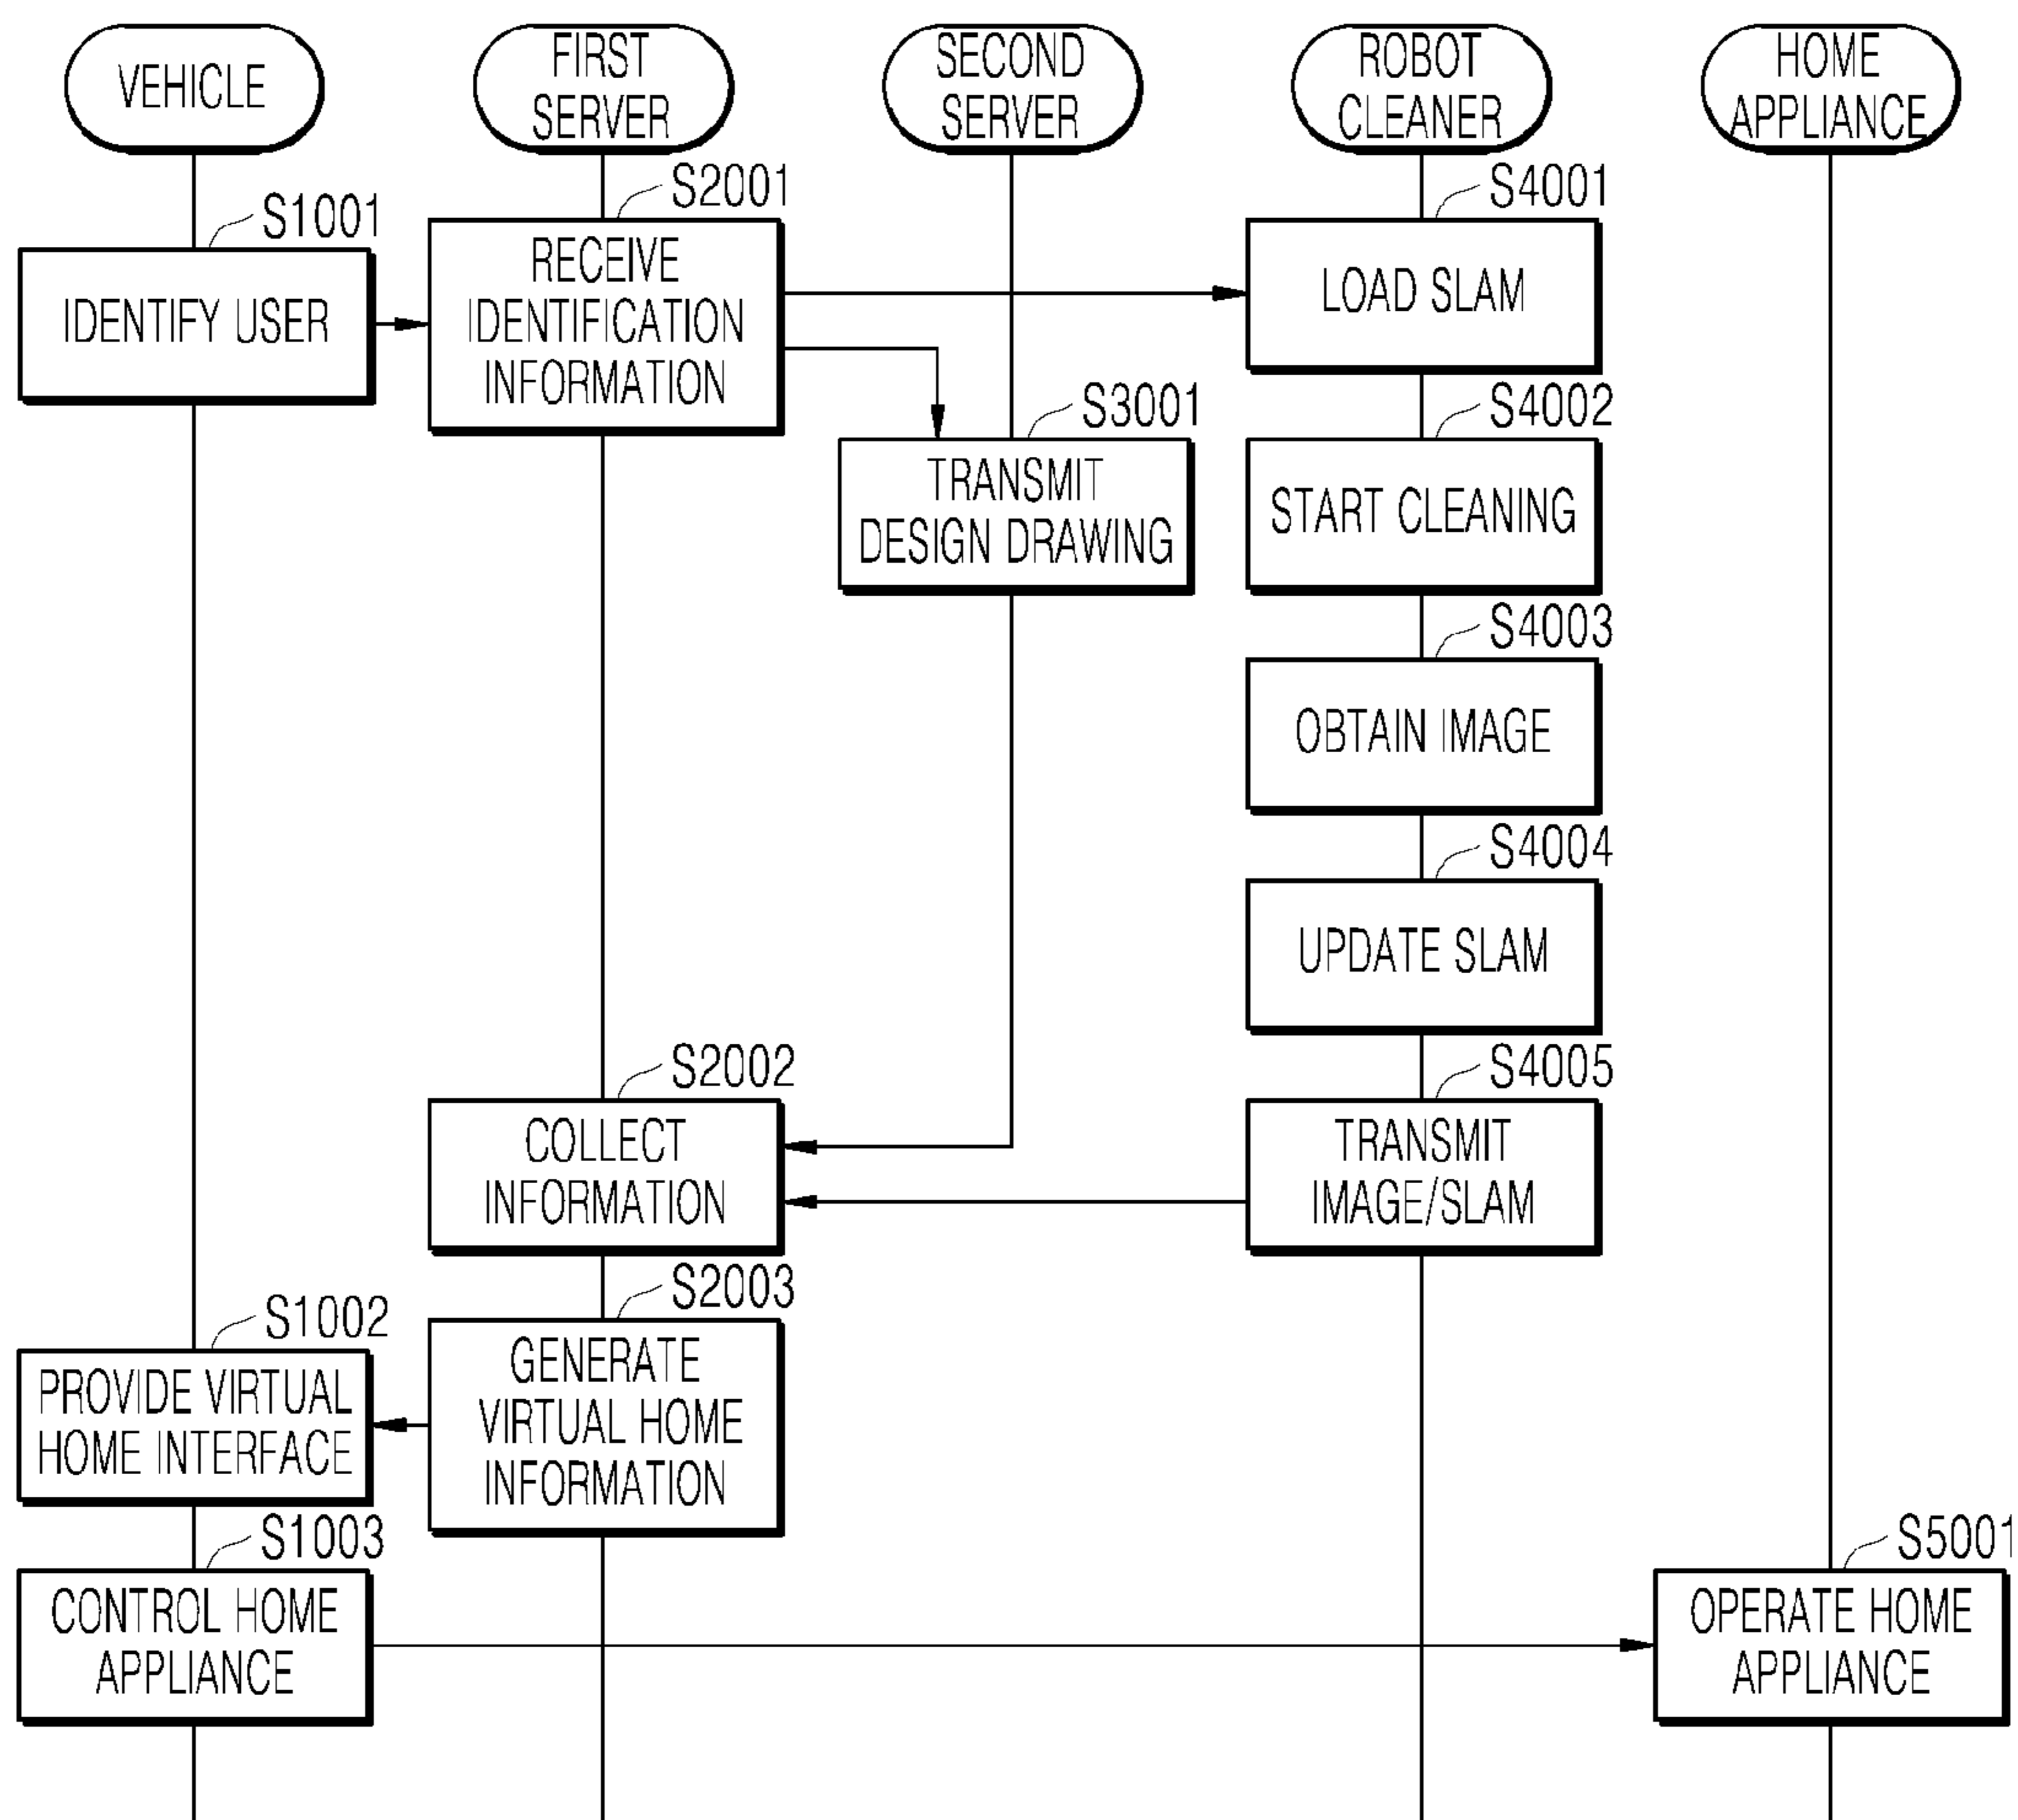 VEHICLE
FIRST
SERVER
SECOND
SERVER
ROBOT
CLEANER
HOME
APPLIANCE
S1001
IDENTIFY USER
S2001
RECEIVE
IDENTIFICATION
INFORMATION
S3001
TRANSMIT
DESIGN DRAWING
S4001
LOAD SLAM
S4002
START CLEANING
S4003
OBTAIN IMAGE
S4004
UPDATE SLAM
S4005
TRANSMIT
IMAGE/SLAM
S2002
COLLECT
INFORMATION
S2003
GENERATE
VIRTUAL HOME
INFORMATION
S1002
PROVIDE VIRTUAL
HOME INTERFACE
S1003
CONTROL HOME
APPLIANCE
S5001
OPERATE HOME
APPLIANCE